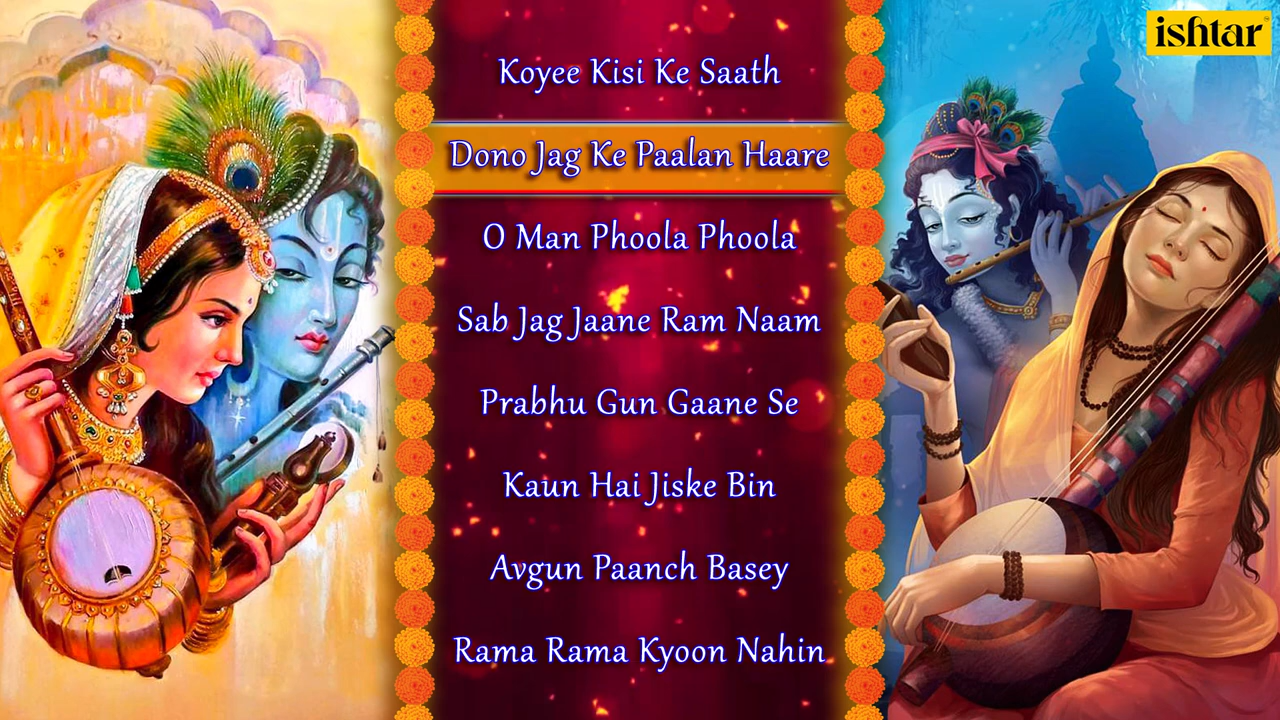 ishtar
Koyee Kisi Ke Saath
Dono Jag Ke Paalan Haare
O Man Phoola Phoola
Sab Jag Jaane Ram Naam
Prabhu Gun Gaane Se
Kaun Hai Jiske Bin
Avgun Paanch Basey
Rama Rama Kyoon Nahin